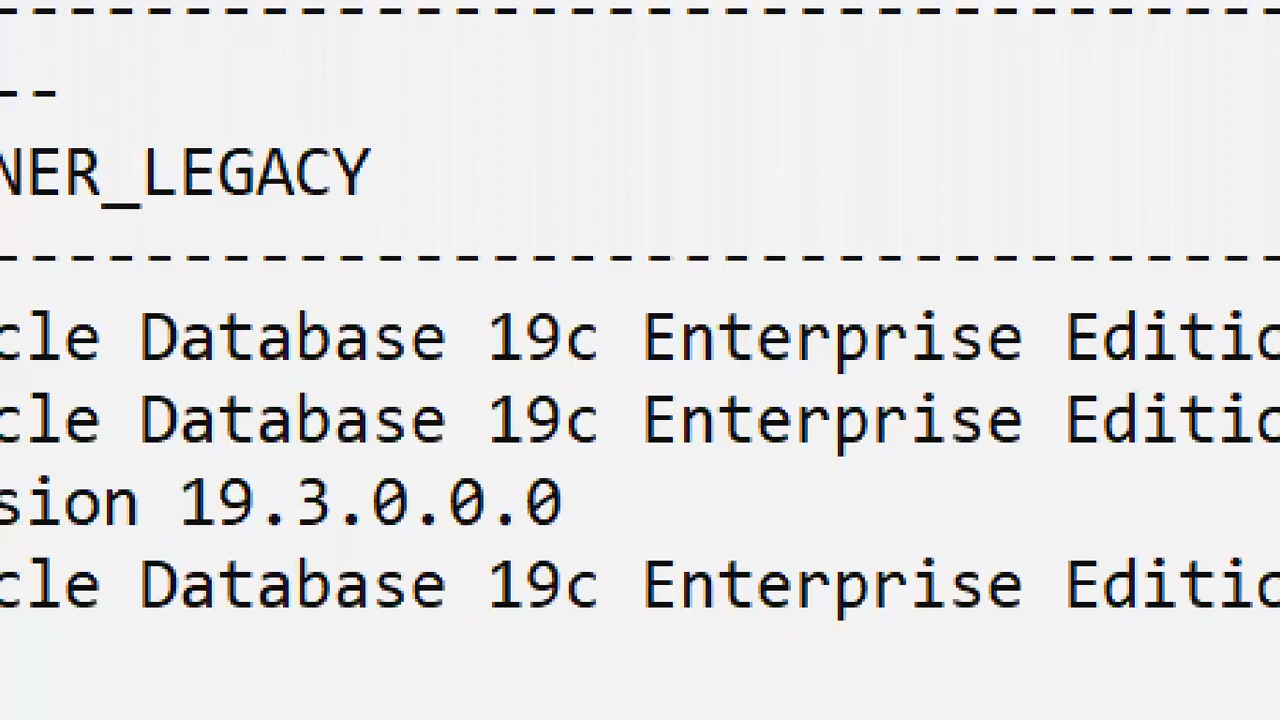 --------------------------------
--
NER_LEGACY
--------------------------------
cle Database 19c Enterprise Editio
cle Database 19c Enterprise Editio
sion 19.3.0.0.0
cle Database 19c Enterprise Editio